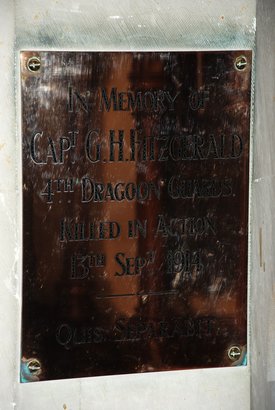 In Memory of
Capt. G.H. Fitzgerald
4th Dragoon Guards
Killed in Action
13th Sept. 1914
Quis Separabit